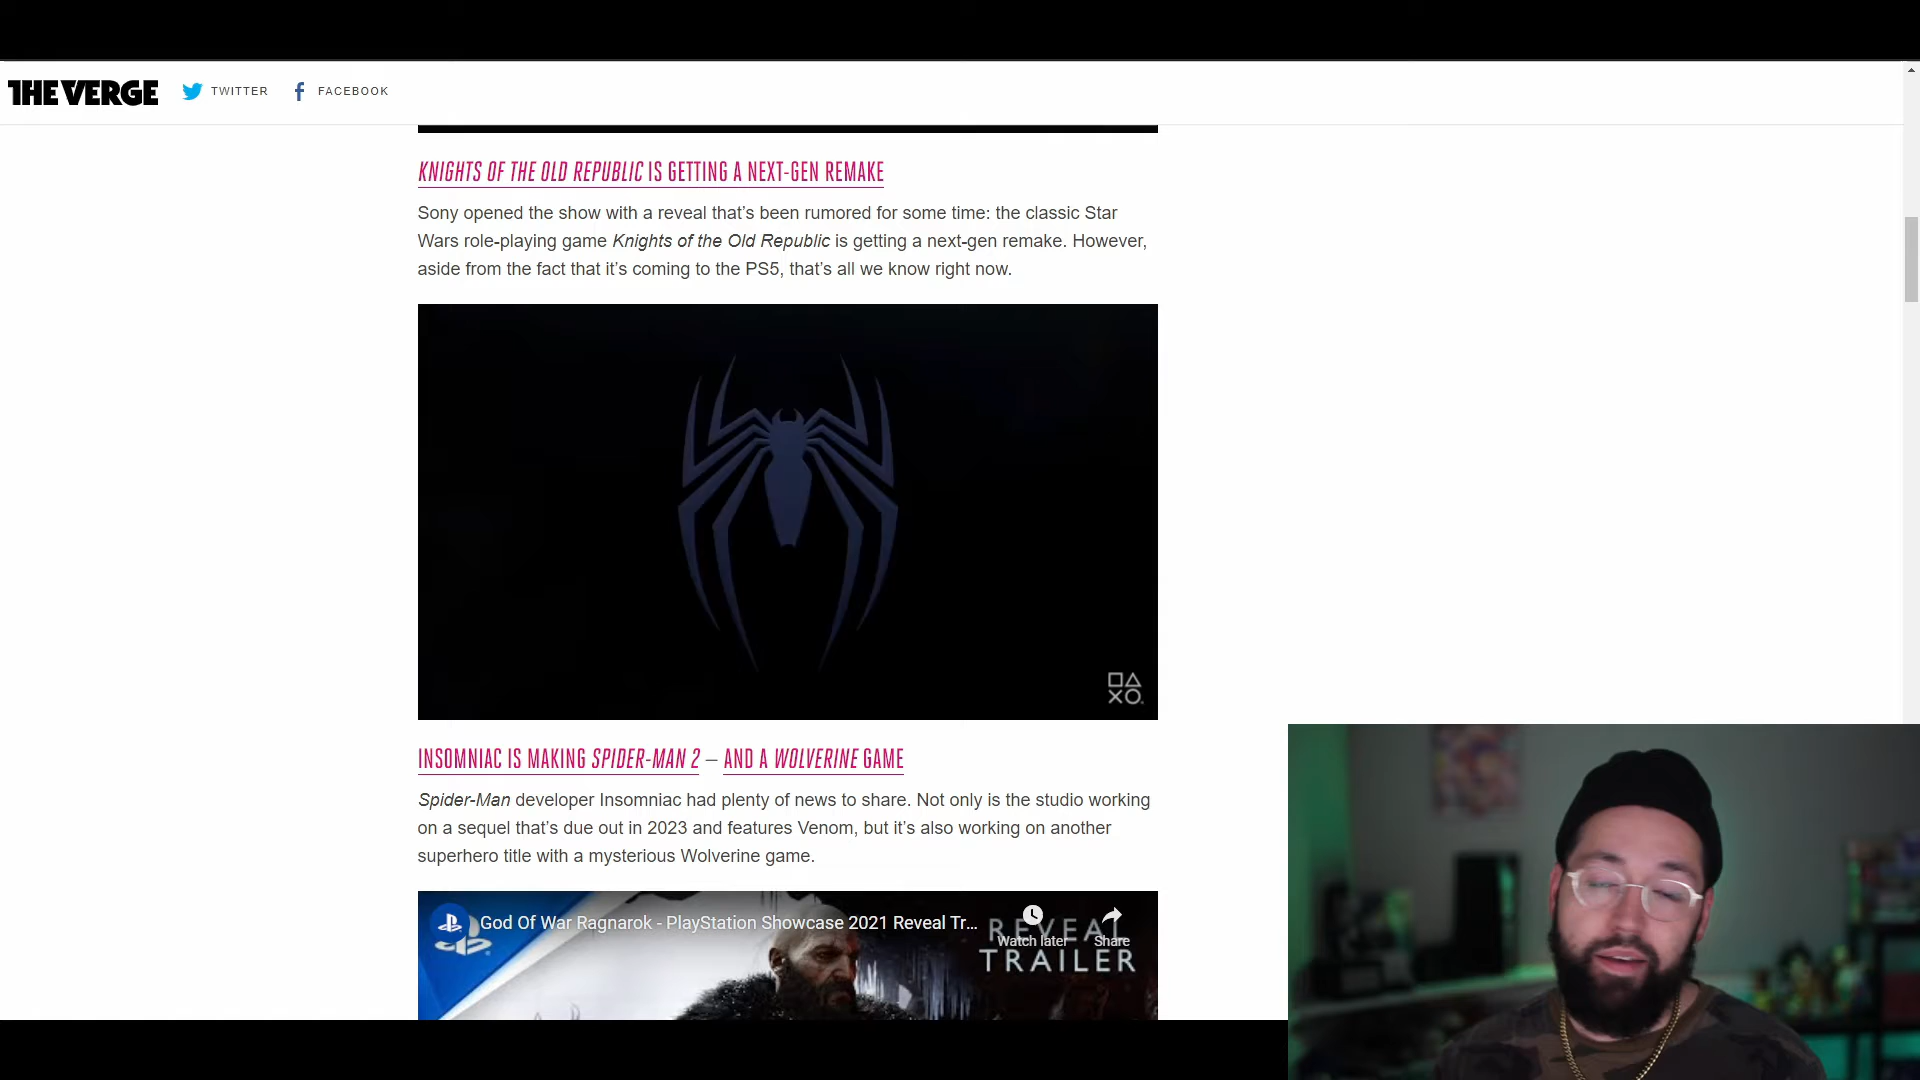 THE VERGE TWITTER FACEBOOK
KNIGHTS OF THE OLD REPUBLIC IS GETTING A NEXT-GEN REMAKE
Sony opened the show with a reveal that’s been rumored for some time: the classic Star
Wars role-playing game Knights of the Old Republic is getting a next-gen remake. However,
aside from the fact that it’s coming to the PS5, that’s all we know right now.
INSOMNIAC IS MAKING SPIDER-MAN 2 – AND A WOLVERINE GAME
Spider-Man developer Insomniac had plenty of news to share. Not only is the studio working
on a sequel that’s due out in 2023 and features Venom, but it’s also working on another
superhero title with a mysterious Wolverine game.
God Of War Ragnarok - PlayStation Showcase 2021 Reveal Tr...
Watch later Share
REVEAL
TRAILER